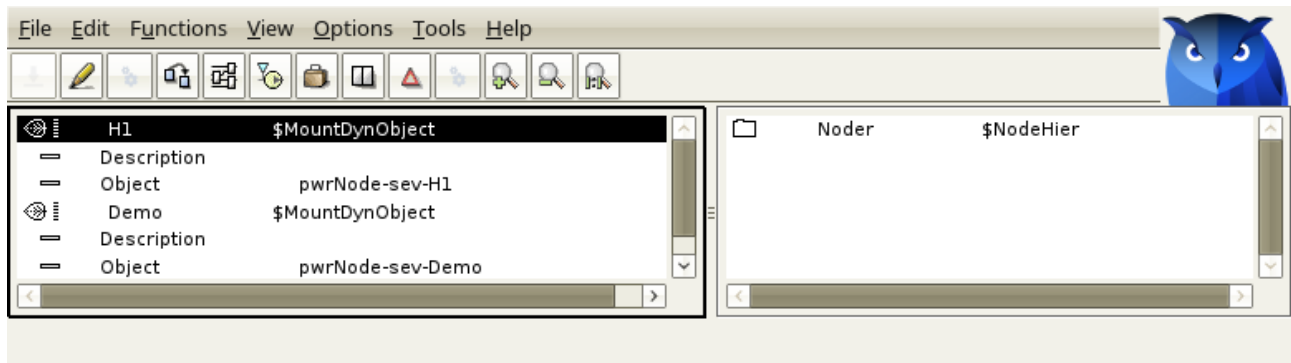 File Edit Functions View Options Tools Help
H1 $MountDynObject
Description
Object pwrNode-sev-H1
Demo $MountDynObject
Description
Object pwrNode-sev-Demo
Noder $NodeHier